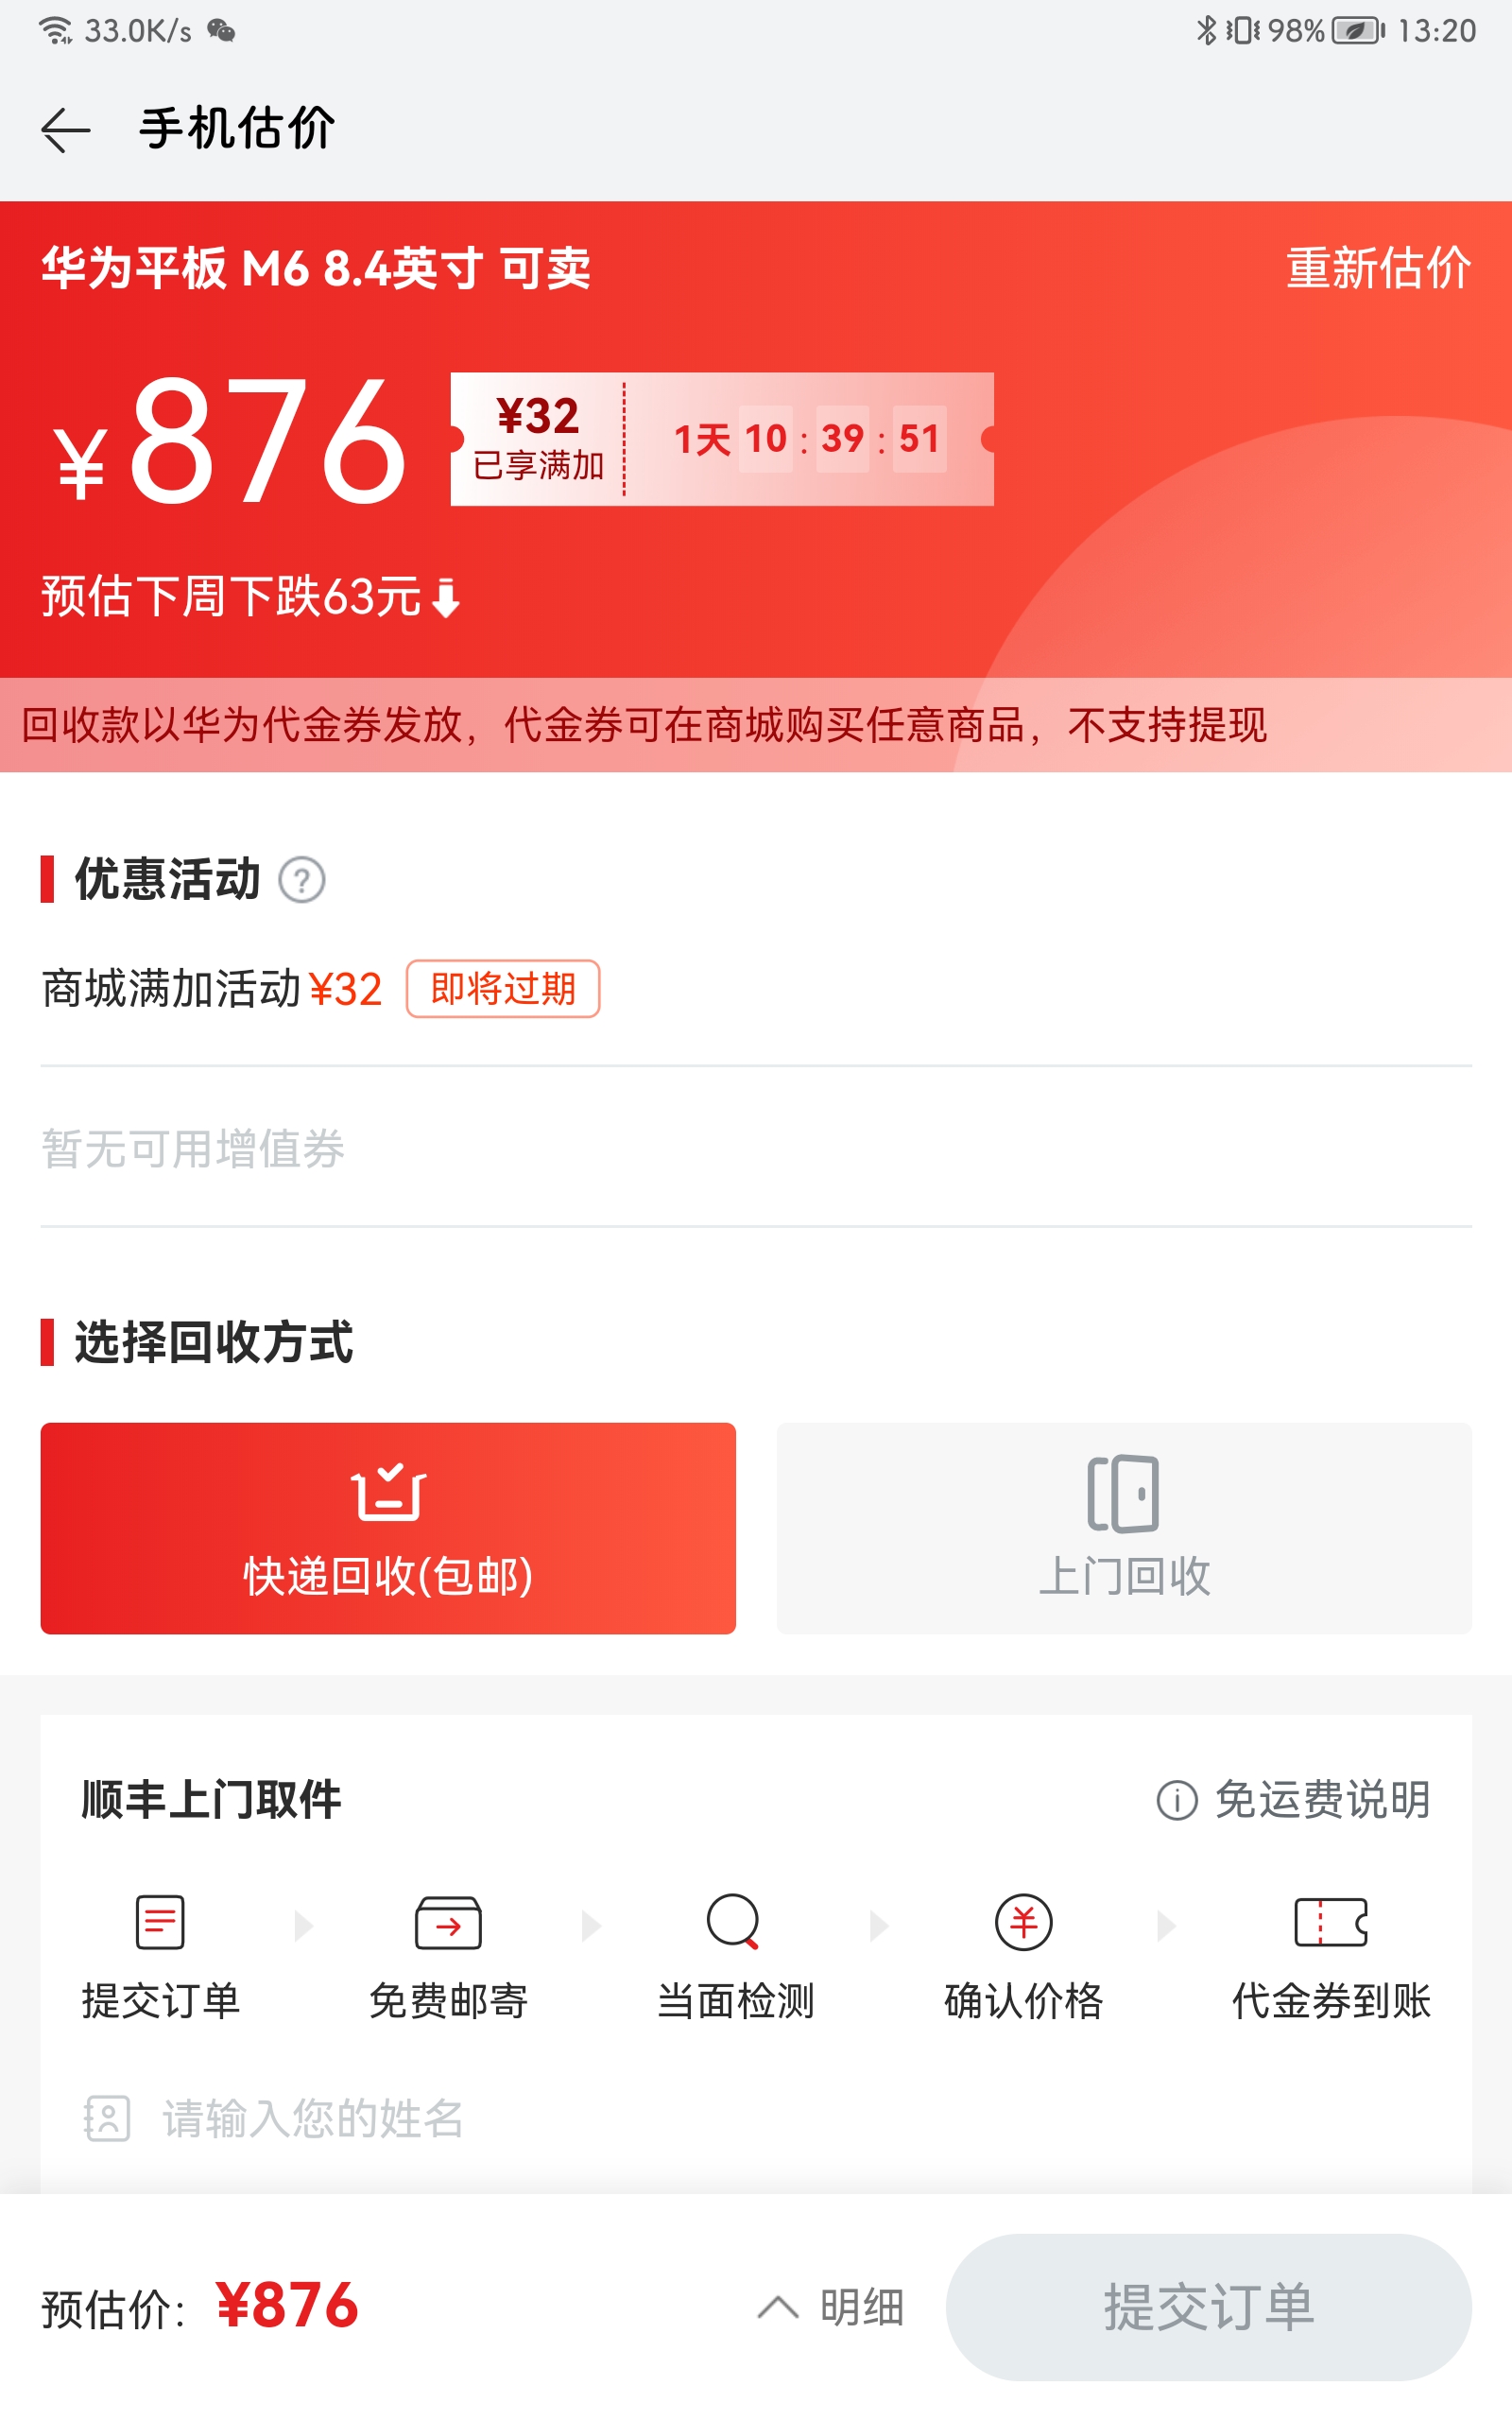 33.0K/s 98% 13:20
手机估价
华为平板 M6 8.4英寸 可卖 重新估价
¥876 ¥32 已享满加 1天 10 : 39 : 51
预估下周下跌63元
回收款以华为代金券发放，代金券可在商城购买任意商品，不支持提现
优惠活动 ?
商城满加活动 ¥32 即将过期
暂无可用增值券
选择回收方式
快递回收(包邮) 上门回收
顺丰上门取件 免运费说明
提交订单 免费邮寄 当面检测 确认价格 代金券到账
请输入您的姓名
预估价：¥876 明细 提交订单